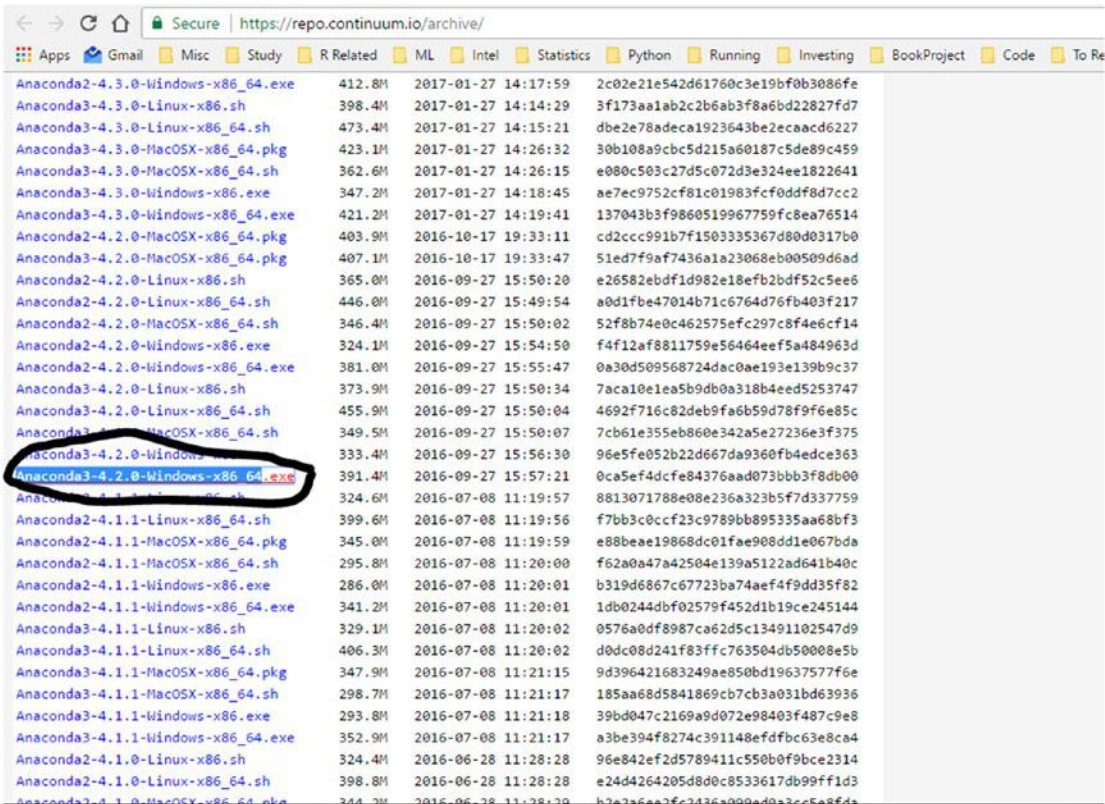 Secure | https://repo.continuum.io/archive/
Apps Gmail Misc Study R Related ML Intel Statistics Python Running Investing BookProject Code To Re
Anaconda2-4.3.0-Windows-x86_64.exe 412.8M 2017-01-27 14:17:59 2c02e21e542d61760c3e19bf0b3086fe
Anaconda3-4.3.0-Linux-x86.sh 398.4M 2017-01-27 14:14:29 3f173aa1ab2c2b6ab3f8a6bd22827fd7
Anaconda3-4.3.0-Linux-x86_64.sh 473.4M 2017-01-27 14:15:21 dbe2e78adeca1923643be2ecaacd6227
Anaconda3-4.3.0-MacOSX-x86_64.pkg 423.1M 2017-01-27 14:26:32 30b108a9cbc5d215a60187c5de89c459
Anaconda3-4.3.0-MacOSX-x86_64.sh 362.6M 2017-01-27 14:26:15 e080c503c27d5c072d3e324ee1822641
Anaconda3-4.3.0-Windows-x86.exe 347.2M 2017-01-27 14:18:45 ae7ec9752cf81c01983fcf0ddf8d7cc2
Anaconda3-4.3.0-Windows-x86_64.exe 421.2M 2017-01-27 14:19:41 137043b3f9860519967759fc8ea76514
Anaconda2-4.2.0-MacOSX-x86_64.pkg 403.9M 2016-10-17 19:33:11 cd2ccc991b7f1503335367d80d0317b0
Anaconda3-4.2.0-MacOSX-x86_64.pkg 407.1M 2016-10-17 19:33:47 51ed7f9af7436a1a23068eb00509d6ad
Anaconda2-4.2.0-Linux-x86.sh 365.0M 2016-09-27 15:50:20 e26582ebdf1d982e18efb2bdf52c5ee6
Anaconda2-4.2.0-Linux-x86_64.sh 446.0M 2016-09-27 15:49:54 a0d1fbe47014b71c6764d76fb403f217
Anaconda2-4.2.0-MacOSX-x86_64.sh 346.4M 2016-09-27 15:50:02 52f8b74e0c462575efc297c8f4e6cf14
Anaconda2-4.2.0-Windows-x86.exe 324.1M 2016-09-27 15:54:50 f4f12af8811759e56464eef5a484963d
Anaconda2-4.2.0-Windows-x86_64.exe 381.0M 2016-09-27 15:55:47 0a30d509568724dac0ae193e139b9c37
Anaconda3-4.2.0-Linux-x86.sh 373.9M 2016-09-27 15:50:34 7aca10e1ea5b9db0a318b4eed5253747
Anaconda3-4.2.0-Linux-x86_64.sh 455.9M 2016-09-27 15:50:04 4692f716c82deb9fa6b59d78f9f6e85c
Anaconda3- MacOSX-x86_64.sh 349.5M 2016-09-27 15:50:07 7cb61e355eb860e342a5e27236e3f375
333.4M 2016-09-27 15:56:30 96e5fe052b22d667da9360fb4edce363
Anaconda3-4.2.0-Windows-x86_64.exe 391.4M 2016-09-27 15:57:21 0ca5ef4dcfe84376aad073bbb3f8db00
324.6M 2016-07-08 11:19:57 8813071788e08e236a323b5f7d337759
Anaconda2-4.1.1-Linux-x86_64.sh 399.6M 2016-07-08 11:19:56 f7bb3c0ccf23c9789bb895335aa68bf3
Anaconda2-4.1.1-MacOSX-x86_64.pkg 345.0M 2016-07-08 11:19:59 e88beae19868dc01fae908dd1e067bda
Anaconda2-4.1.1-MacOSX-x86_64.sh 295.8M 2016-07-08 11:20:00 f62a0a47a42504e139a5122ad641b40c
Anaconda2-4.1.1-Windows-x86.exe 286.0M 2016-07-08 11:20:01 b319d6867c67723ba74aef4f9dd35f82
Anaconda2-4.1.1-Windows-x86_64.exe 341.2M 2016-07-08 11:20:01 1db0244dbf02579f452d1b19ce245144
Anaconda3-4.1.1-Linux-x86.sh 329.1M 2016-07-08 11:20:02 0576a0df8987ca62d5c13491102547d9
Anaconda3-4.1.1-Linux-x86_64.sh 406.3M 2016-07-08 11:20:02 d0dc08d241f83ffc763504db50008e5b
Anaconda3-4.1.1-MacOSX-x86_64.pkg 347.9M 2016-07-08 11:21:15 9d396421683249ae850bd19637577f6e
Anaconda3-4.1.1-MacOSX-x86_64.sh 298.7M 2016-07-08 11:21:17 185aa68d5841869cb7cb3a031bd63936
Anaconda3-4.1.1-Windows-x86.exe 293.8M 2016-07-08 11:21:18 39bd047c2169a9d072e98403f487c9e8
Anaconda3-4.1.1-Windows-x86_64.exe 352.9M 2016-07-08 11:21:17 a3be394f8274c391148efdfbc63e8ca4
Anaconda2-4.1.0-Linux-x86.sh 324.4M 2016-06-28 11:28:28 96e842ef2d5789411c550b0f9bce2314
Anaconda2-4.1.0-Linux-x86_64.sh 398.8M 2016-06-28 11:28:28 e24d4264205d8d0c8533617db99ff1d3
Anaconda2-4.1.0-MacOSX-x86_64.pkg 344.2M 2016-06-28 11:28:29